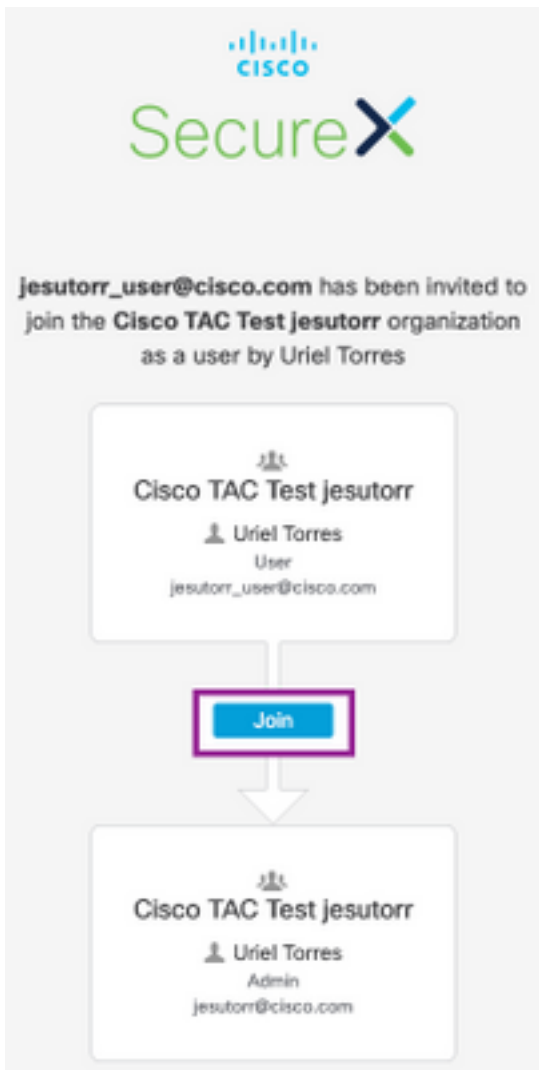 CISCO
SecureX
jesutorr_user@cisco.com has been invited to
join the Cisco TAC Test jesutorr organization
as a user by Uriel Torres
Cisco TAC Test jesutorr
Uriel Torres
User
jesutorr_user@cisco.com
Join
Cisco TAC Test jesutorr
Uriel Torres
Admin
jesutorr@cisco.com